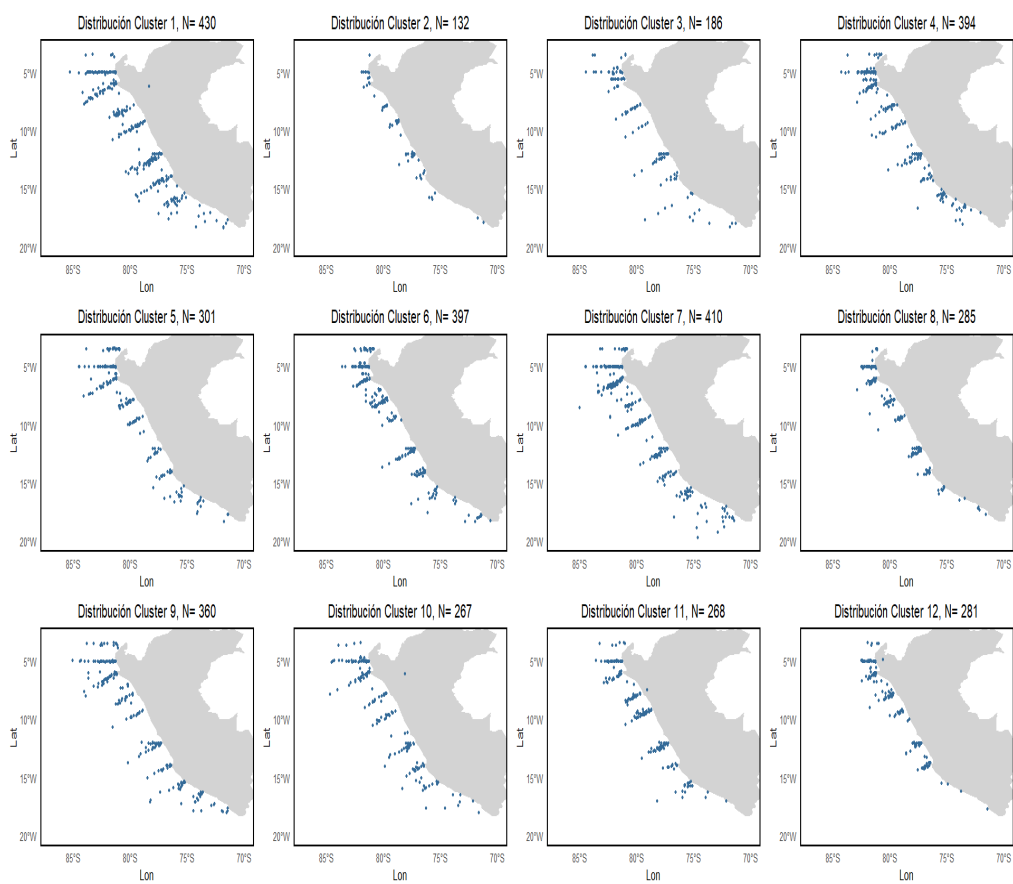 Distribución Cluster 1, N= 430
5°W
10°W
15°W
20°W
Lat
85°S
80°S
75°S
70°S
Lon
Distribución Cluster 2, N= 132
5°W
10°W
15°W
20°W
Lat
85°S
80°S
75°S
70°S
Lon
Distribución Cluster 3, N= 186
5°W
10°W
15°W
20°W
Lat
85°S
80°S
75°S
70°S
Lon
Distribución Cluster 4, N= 394
5°W
10°W
15°W
20°W
Lat
85°S
80°S
75°S
70°S
Lon
Distribución Cluster 5, N= 301
5°W
10°W
15°W
20°W
Lat
85°S
80°S
75°S
70°S
Lon
Distribución Cluster 6, N= 397
5°W
10°W
15°W
20°W
Lat
85°S
80°S
75°S
70°S
Lon
Distribución Cluster 7, N= 410
5°W
10°W
15°W
20°W
Lat
85°S
80°S
75°S
70°S
Lon
Distribución Cluster 8, N= 285
5°W
10°W
15°W
20°W
Lat
85°S
80°S
75°S
70°S
Lon
Distribución Cluster 9, N= 360
5°W
10°W
15°W
20°W
Lat
85°S
80°S
75°S
70°S
Lon
Distribución Cluster 10, N= 267
5°W
10°W
15°W
20°W
Lat
85°S
80°S
75°S
70°S
Lon
Distribución Cluster 11, N= 268
5°W
10°W
15°W
20°W
Lat
85°S
80°S
75°S
70°S
Lon
Distribución Cluster 12, N= 281
5°W
10°W
15°W
20°W
Lat
85°S
80°S
75°S
70°S
Lon